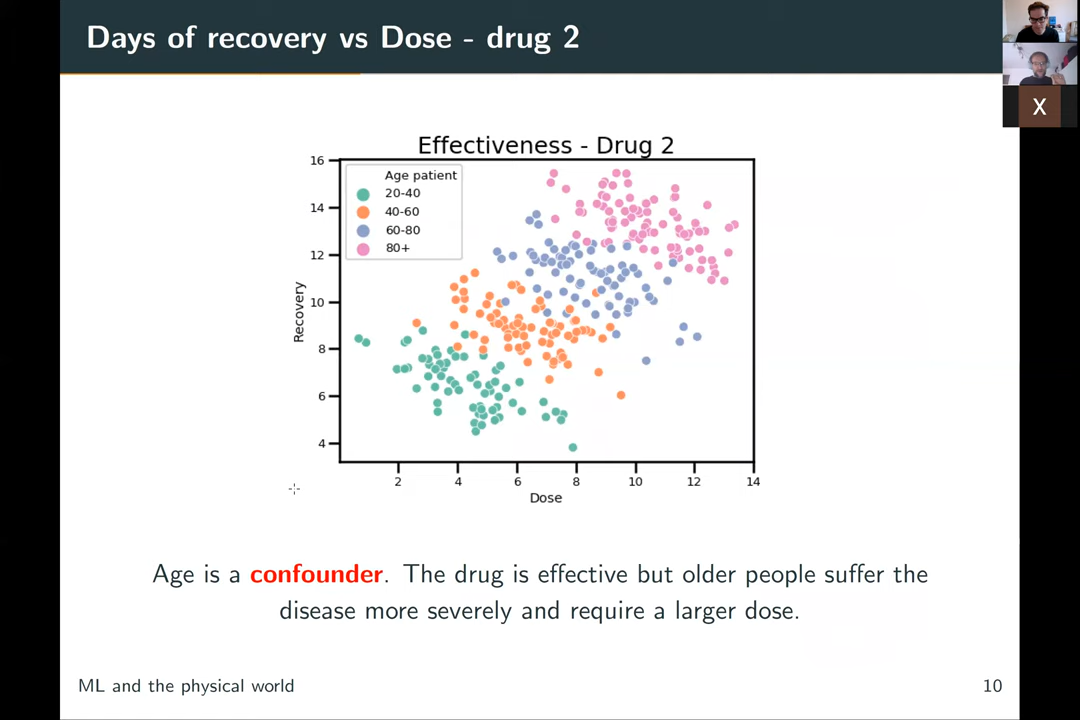 Days of recovery vs Dose - drug 2
X
Effectiveness - Drug 2
16
14
12
10
8
6
4
Recovery
Age patient
20-40
40-60
60-80
80+
2 4 6 8 10 12 14
Dose
Age is a confounder. The drug is effective but older people suffer the
disease more severely and require a larger dose.
ML and the physical world
10